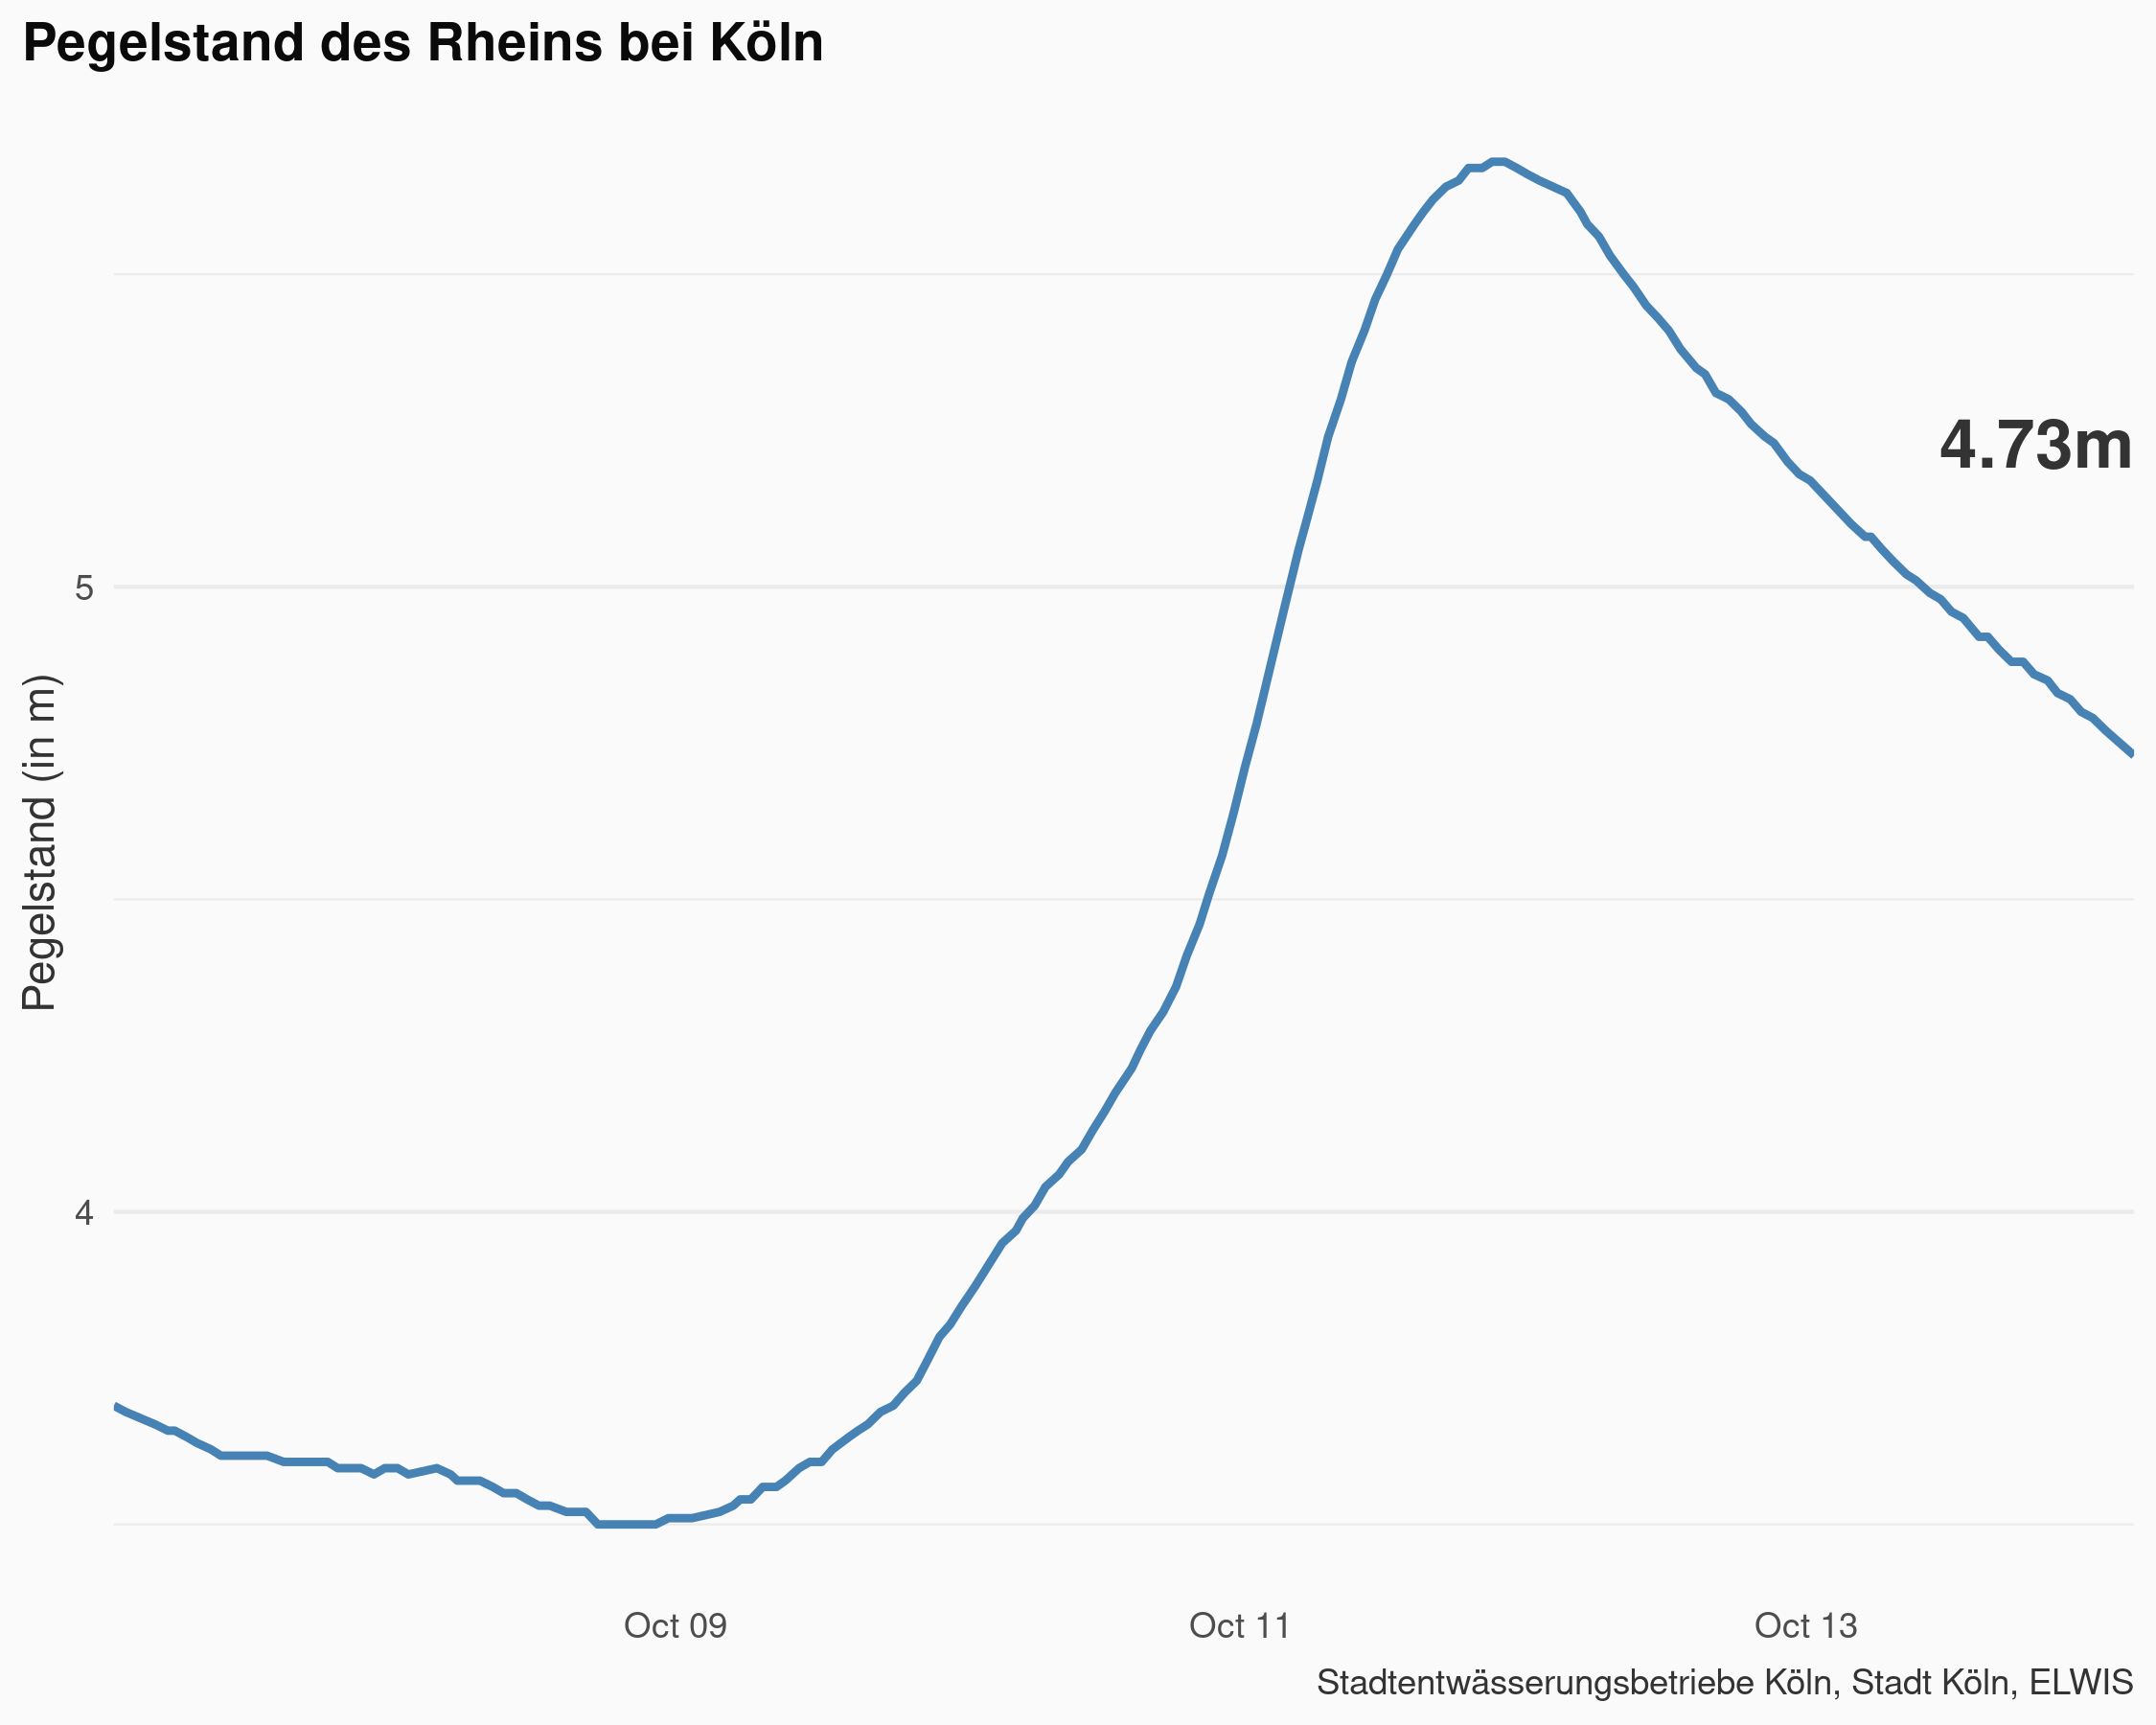 Pegelstand des Rheins bei Köln
4.73m
5
Pegelstand (in m)
4
Oct 09
Oct 11
Oct 13
Stadtentwässerungsbetriebe Köln, Stadt Köln, ELWIS